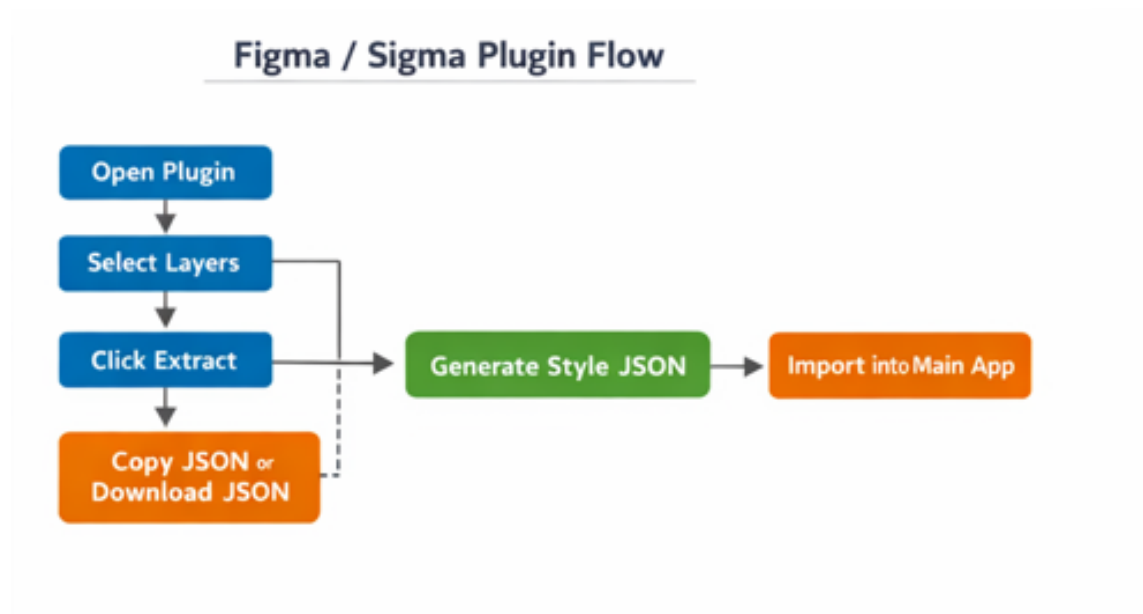 Figma / Sigma Plugin Flow
Open Plugin
Select Layers
Click Extract
Generate Style JSON
Import into Main App
Copy JSON or
Download JSON